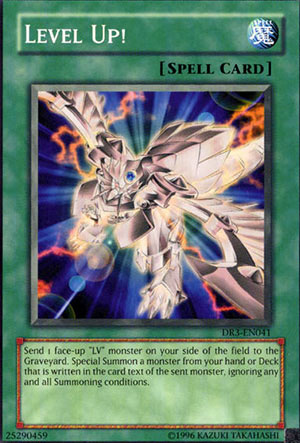 LEVEL UP!
魔
[SPELL CARD]
DR3-EN041
Send 1 face-up "LV" monster on your side of the field to the
Graveyard. Special Summon a monster from your hand or Deck
that is written in the card text of the sent monster, ignoring any
and all Summoning conditions.
25290459
©1996 KAZUKI TAKAHASHI